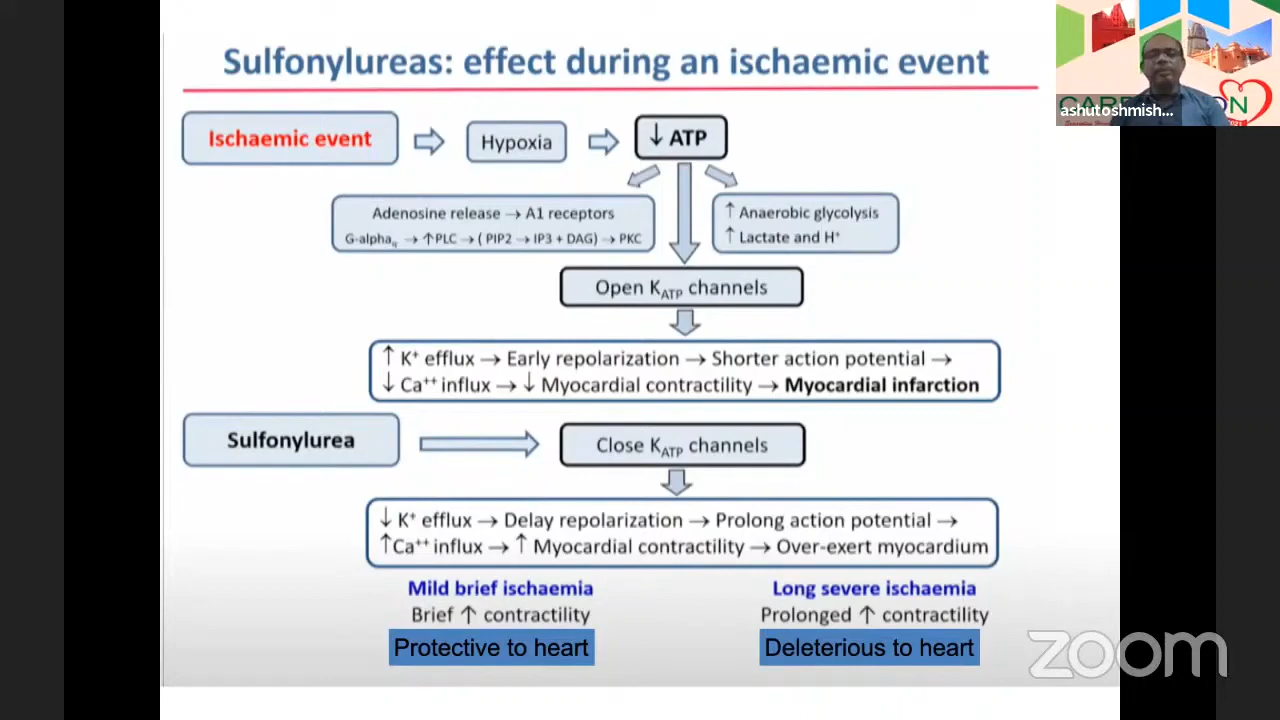 Sulfonylureas: effect during an ischaemic event
Ischaemic event
Hypoxia
↓ ATP
Adenosine release → A1 receptors
G-alphaq → ↑PLC → ( PIP2 → IP3 + DAG) → PKC
↑ Anaerobic glycolysis
↑ Lactate and H⁺
Open KATP channels
↑ K⁺ efflux → Early repolarization → Shorter action potential →
↓ Ca⁺⁺ influx → ↓ Myocardial contractility → Myocardial infarction
Sulfonylurea
Close KATP channels
↓ K⁺ efflux → Delay repolarization → Prolong action potential →
↑Ca⁺⁺ influx → ↑ Myocardial contractility → Over-exert myocardium
Mild brief ischaemia
Brief ↑ contractility
Protective to heart
Long severe ischaemia
Prolonged ↑ contractility
Deleterious to heart
ashutoshmish...
zoom